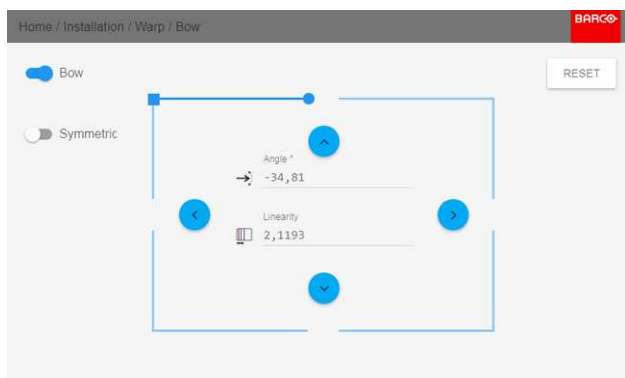 Home / Installation / Warp / Bow
BARCO
Bow
RESET
Symmetric
Angle *
-34,81
Linearity
2,1193